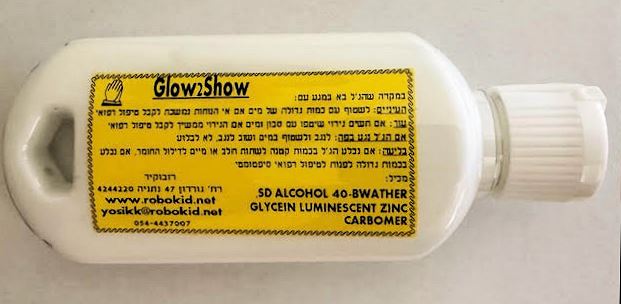 Glow2Show
במקרה שהג'ל בא במגע עם:
העיניים: לשטוף עם כמות גדולה של מים אם אי הנוחות נמשכת לקבל טיפול רפואי
עור: אם חשים גירוי שיטפו עם סבון ומים אם הגירוי ממשיך לקבל טיפול רפואי
אם הג'ל נגע בפה: לנגב ולשטוף במים ושוב לנגב, לא לבלוע
בליעה: אם נבלע הג'ל בכמות קטנה לשתות חלב או מיים לדילול החומר, אם נבלע
בכמות גדולה לפנות לטיפול רפואי סימפטומטי
מכיל:
SD ALCOHOL 40-BWATHER
GLYCEIN LUMINESCENT ZINC
CARBOMER
רובוקיד
רח' גורדון 47 נתניה 4244220
www.robokid.net
yosikk@robokid.net
054-4437007